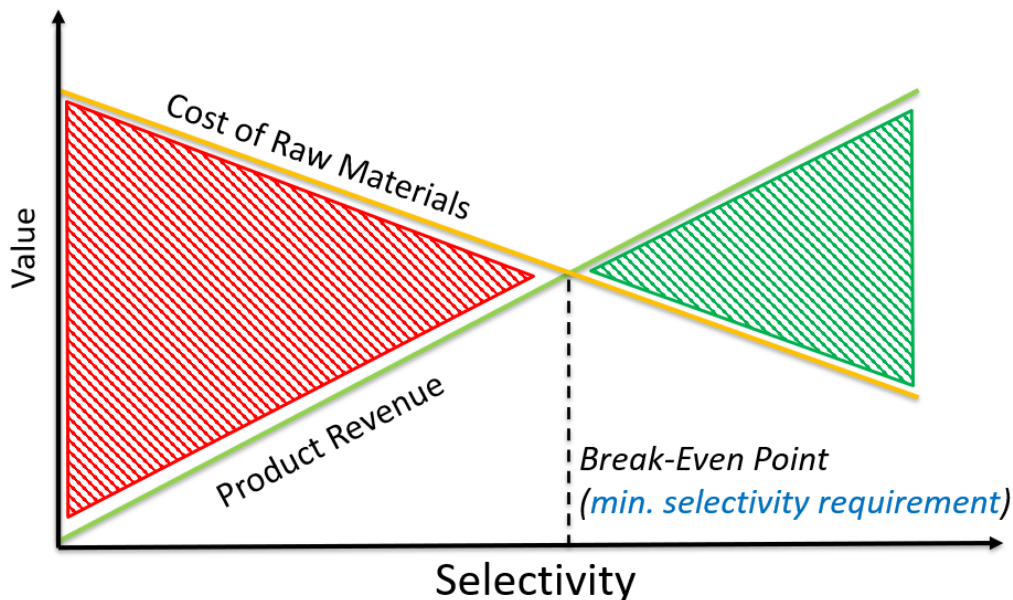 Cost of Raw Materials
Value
Product Revenue
Break-Even Point
(min. selectivity requirement)
Selectivity